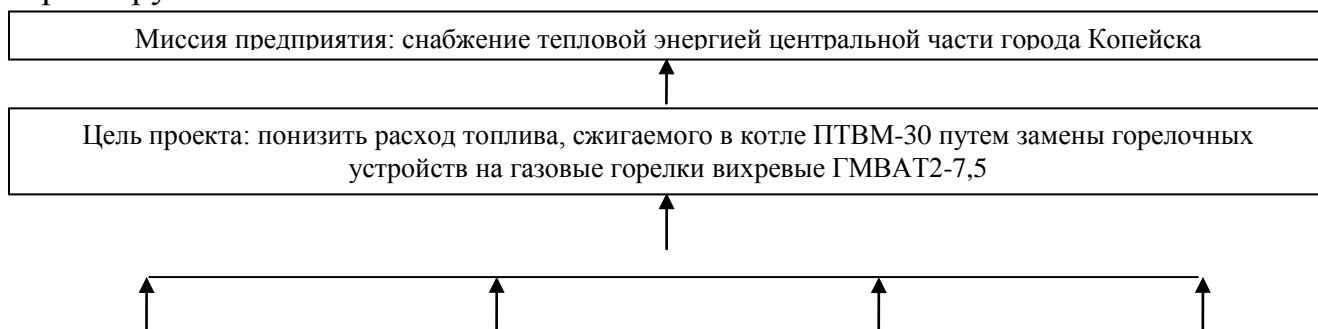 Миссия предприятия: снабжение тепловой энергией центральной части города Копейска
Цель проекта: понизить расход топлива, сжигаемого в котле ПТВМ-30 путем замены горелочных
устройств на газовые горелки вихревые ГМВАТ2-7,5